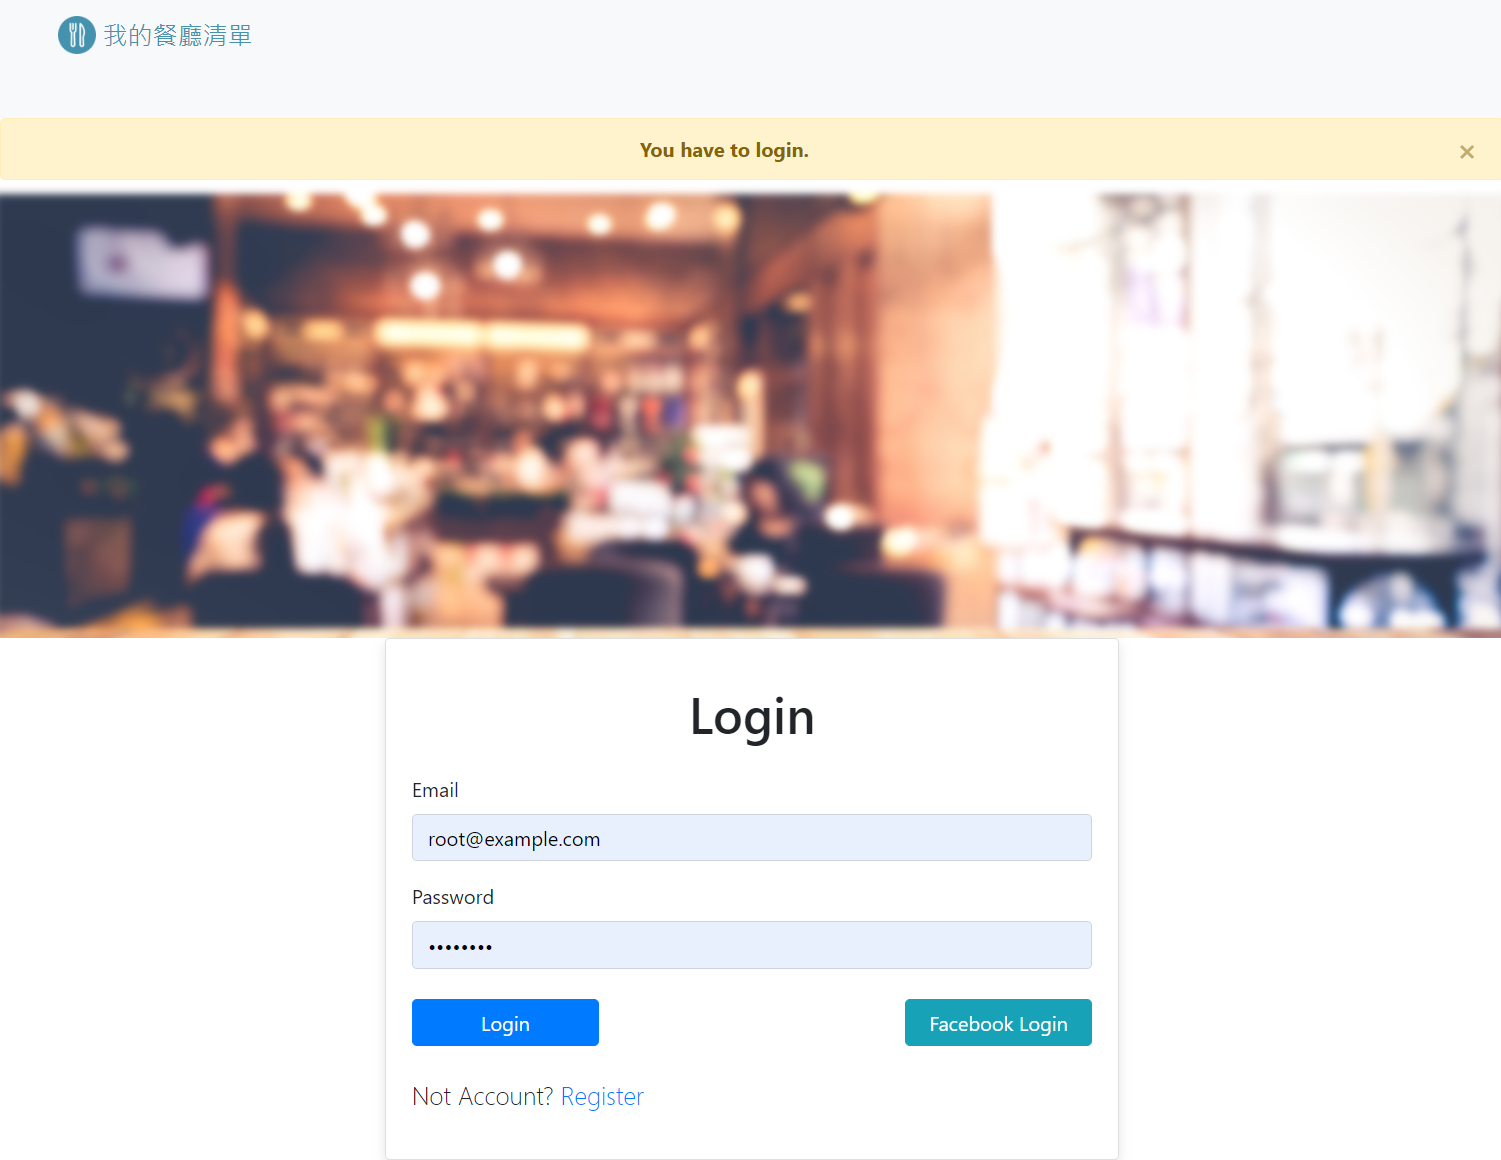 我的餐廳清單
You have to login.
×
Login
Email
root@example.com
Password
••••••••
Login
Facebook Login
Not Account? Register